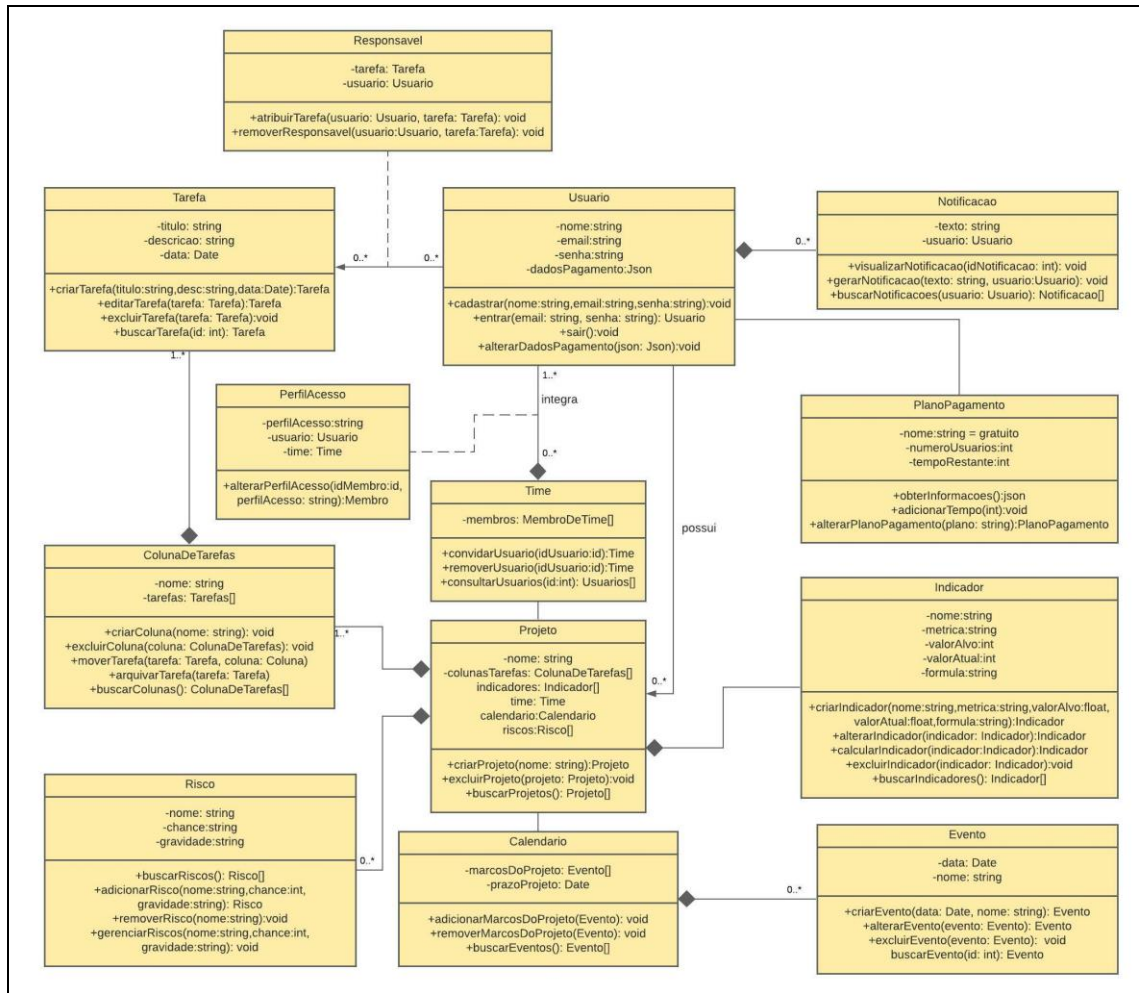 Responsavel
-tarefa: Tarefa
-usuario: Usuario
+atribuirTarefa(usuario: Usuario, tarefa: Tarefa): void
+removerResponsavel(usuario:Usuario, tarefa:Tarefa): void
Tarefa
-titulo: string
-descricao: string
-data: Date
+criarTarefa(titulo:string,desc:string,data:Date):Tarefa
+editarTarefa(tarefa: Tarefa):Tarefa
+excluirTarefa(tarefa: Tarefa):void
+buscarTarefa(id: int): Tarefa
0..*
0..*
1..*
Usuario
-nome:string
-email:string
-senha:string
-dadosPagamento:Json
+cadastrar(nome:string,email:string,senha:string):void
+entrar(email: string, senha: string): Usuario
+sair():void
+alterarDadosPagamento(json: Json):void
Notificacao
-texto: string
-usuario: Usuario
+visualizarNotificacao(idNotificacao: int): void
+gerarNotificacao(texto: string, usuario:Usuario): void
+buscarNotificacoes(usuario: Usuario): Notificacao[]
0..*
1..*
integra
0..*
PerfilAcesso
-perfilAcesso:string
-usuario: Usuario
-time: Time
+alterarPerfilAcesso(idMembro:id,
perfilAcesso: string):Membro
PlanoPagamento
-nome:string = gratuito
-numeroUsuarios:int
-tempoRestante:int
+obterInformacoes():json
+adicionarTempo(int):void
+alterarPlanoPagamento(plano: string):PlanoPagamento
Time
-membros: MembroDeTime[]
+convidarUsuario(idUsuario:id):Time
+removerUsuario(idUsuario:id):Time
+consultarUsuarios(id:int): Usuarios[]
possui
0..*
ColunaDeTarefas
-nome: string
-tarefas: Tarefas[]
+criarColuna(nome: string): void
+excluirColuna(coluna: ColunaDeTarefas): void
+moverTarefa(tarefa: Tarefa, coluna: Coluna)
+arquivarTarefa(tarefa: Tarefa)
+buscarColunas(): ColunaDeTarefas[]
1..*
Projeto
-nome: string
-colunasTarefas: ColunaDeTarefas[]
indicadores: Indicador[]
time: Time
calendario:Calendario
riscos:Risco[]
+criarProjeto(nome: string):Projeto
+excluirProjeto(projeto: Projeto):void
+buscarProjetos(): Projeto[]
Indicador
-nome:string
-metrica:string
-valorAlvo:int
-valorAtual:int
-formula:string
+criarIndicador(nome:string,metrica:string,valorAlvo:float,
valorAtual:float,formula:string):Indicador
+alterarIndicador(indicador: Indicador):Indicador
+calcularIndicador(indicador:Indicador):Indicador
+excluirIndicador(indicador: Indicador):void
+buscarIndicadores(): Indicador[]
Risco
-nome: string
-chance:string
-gravidade:string
+buscarRiscos(): Risco[]
+adicionarRisco(nome:string,chance:int,
gravidade:string): Risco
+removerRisco(nome:string):void
+gerenciarRiscos(nome:string,chance:int,
gravidade:string): void
0..*
Calendario
-marcosDoProjeto: Evento[]
-prazoProjeto: Date
+adicionarMarcosDoProjeto(Evento): void
+removerMarcosDoProjeto(Evento): void
+buscarEventos(): Evento[]
0..*
Evento
-data: Date
-nome: string
+criarEvento(data: Date, nome: string): Evento
+alterarEvento(evento: Evento): Evento
+excluirEvento(evento: Evento): void
buscarEvento(id: int): Evento